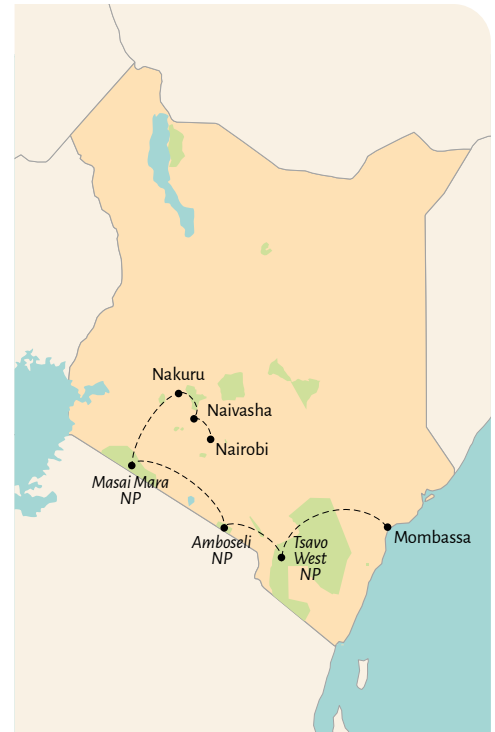 Nakuru
Naivasha
Nairobi
Masai Mara
NP
Amboseli
NP
Tsavo
West
NP
Mombassa